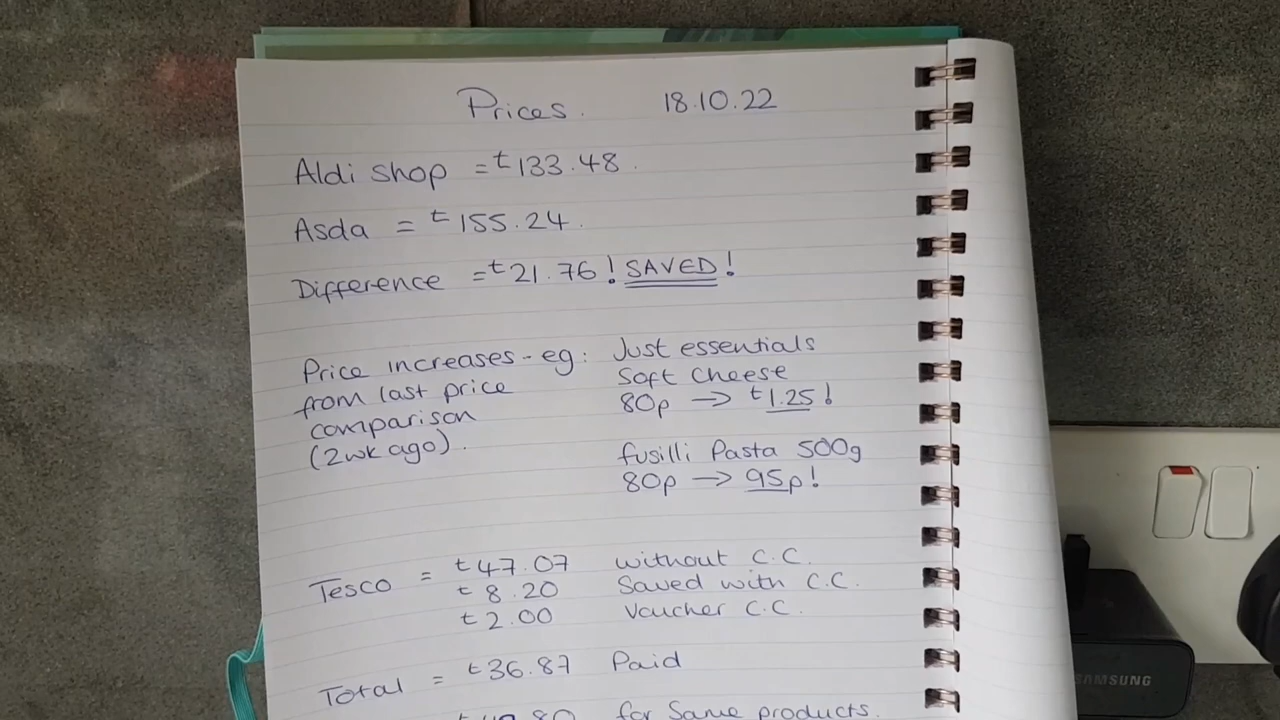 Prices. 18.10.22
Aldi shop = £133.48.
Asda = £155.24.
Difference = £21.76! SAVED!
Price increases - eg: Just essentials
from last price Soft Cheese
comparison 80p → £1.25!
(2wk ago).
fusilli Pasta 500g
80p → 95p!
Tesco = £47.07 without C.C.
£8.20 Saved with C.C.
£2.00 Voucher C.C.
Total = £36.87 Paid
for Same products.
SAMSUNG